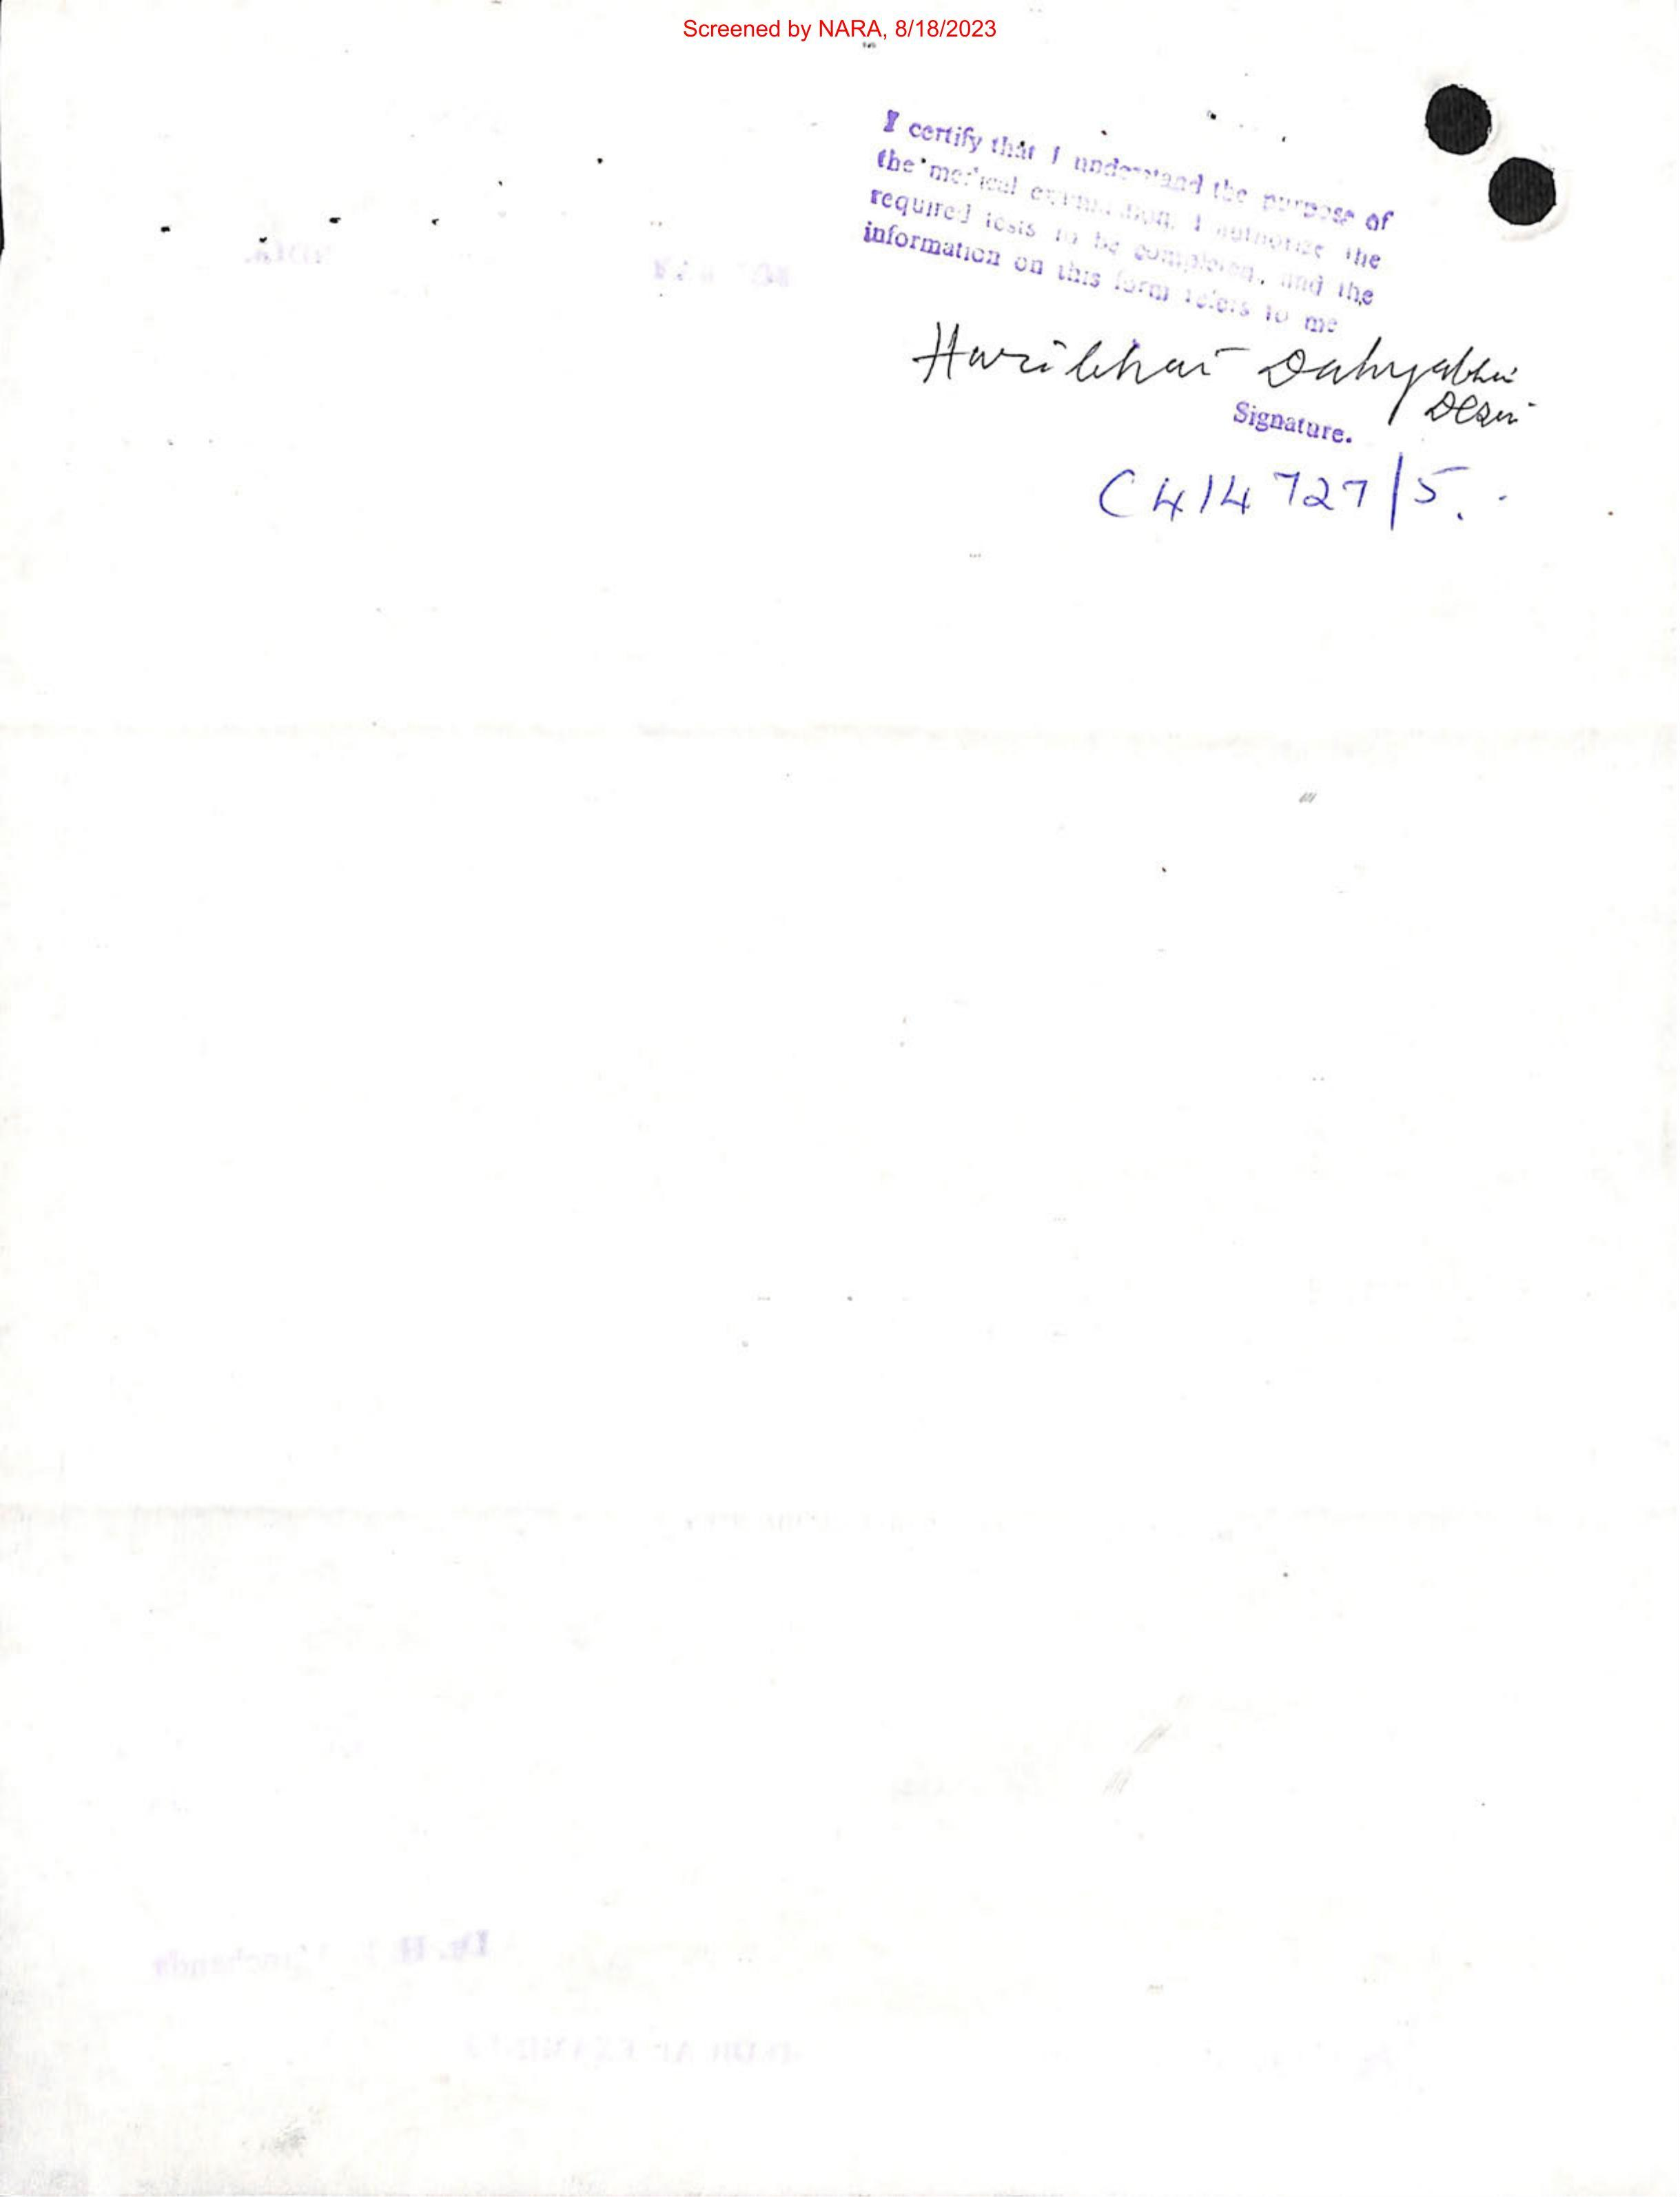 Screened by NARA, 8/18/2023
I certify that I understand the purpose of
the medical examination. I authorize the
required tests to be completed, and the
information on this form refers to me
Haribhai Dahyabhai
Desai
Signature.
C414727/5.